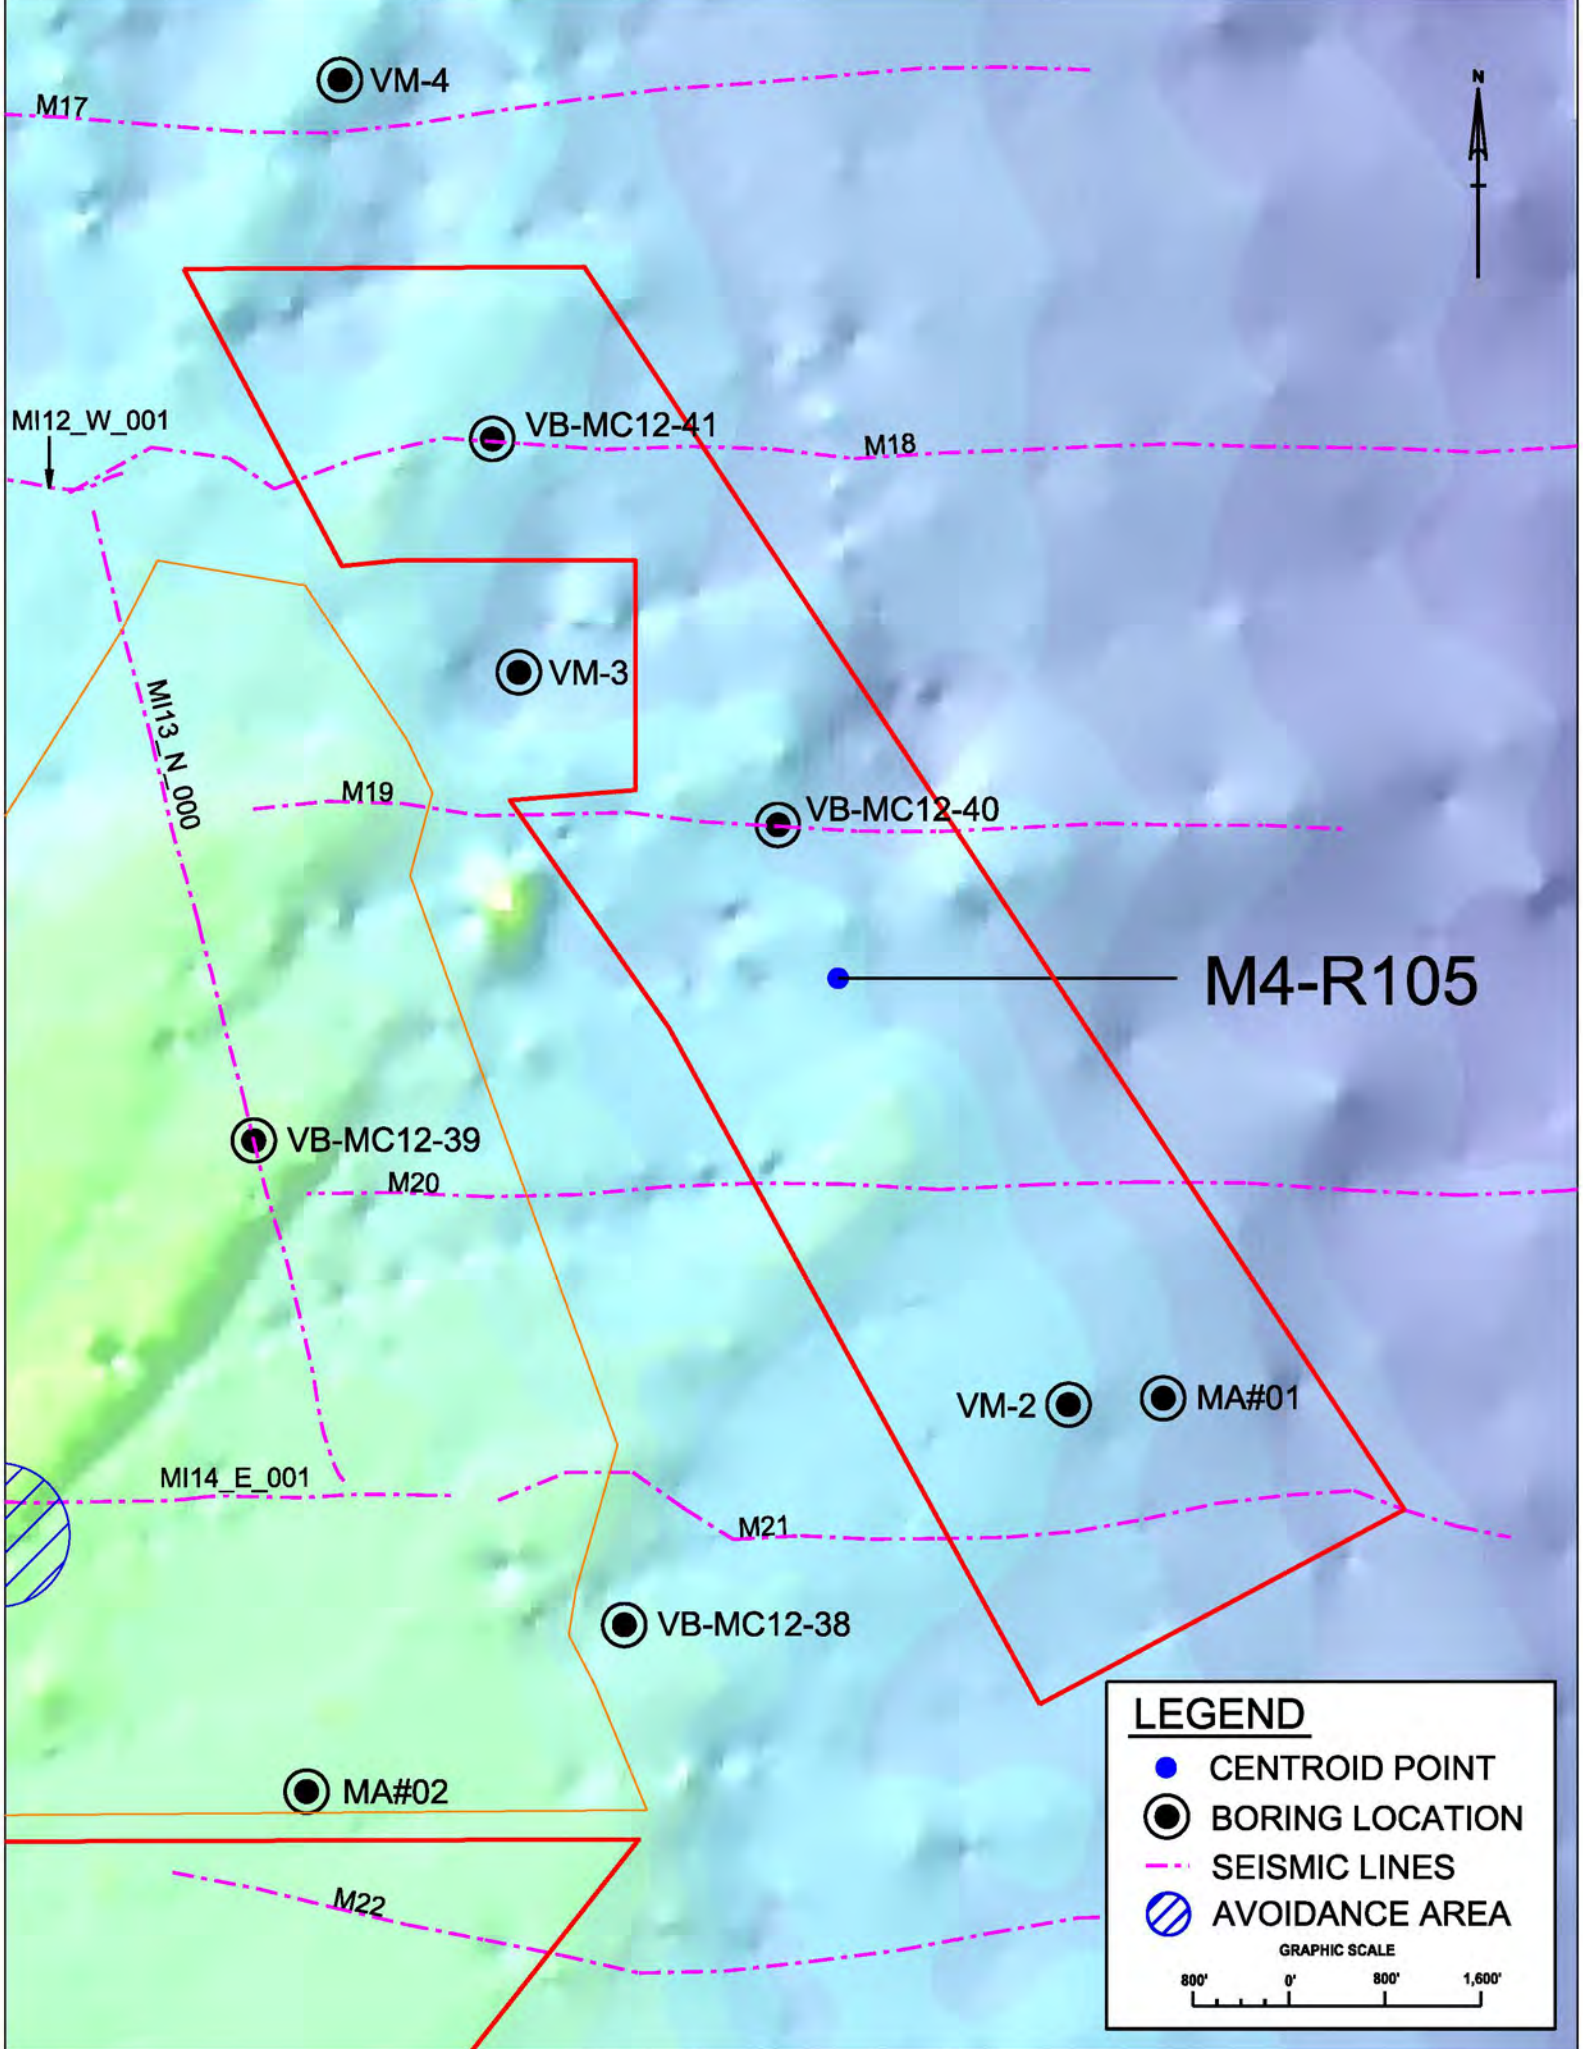 VM-4
M17
N
MI12_W_001
VB-MC12-41
M18
VM-3
MI13_N_000
M19
VB-MC12-40
M4-R105
VB-MC12-39
M20
VM-2
MA#01
MI14_E_001
M21
VB-MC12-38
MA#02
M22
LEGEND
CENTROID POINT
BORING LOCATION
SEISMIC LINES
AVOIDANCE AREA
GRAPHIC SCALE
800' 0' 800' 1,600'